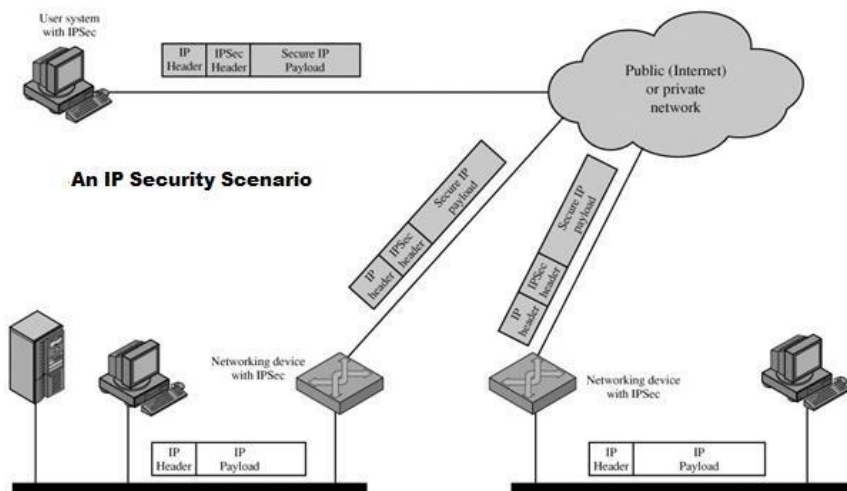 User system
with IPSec
IP
Header
IPSec
Header
Secure IP
Payload
Public (Internet)
or private
network
An IP Security Scenario
IP
header
IPSec
header
Secure IP
payload
IP
header
IPSec
header
Secure IP
payload
Networking device
with IPSec
Networking device
with IPSec
IP
Header
IP
Payload
IP
Header
IP
Payload